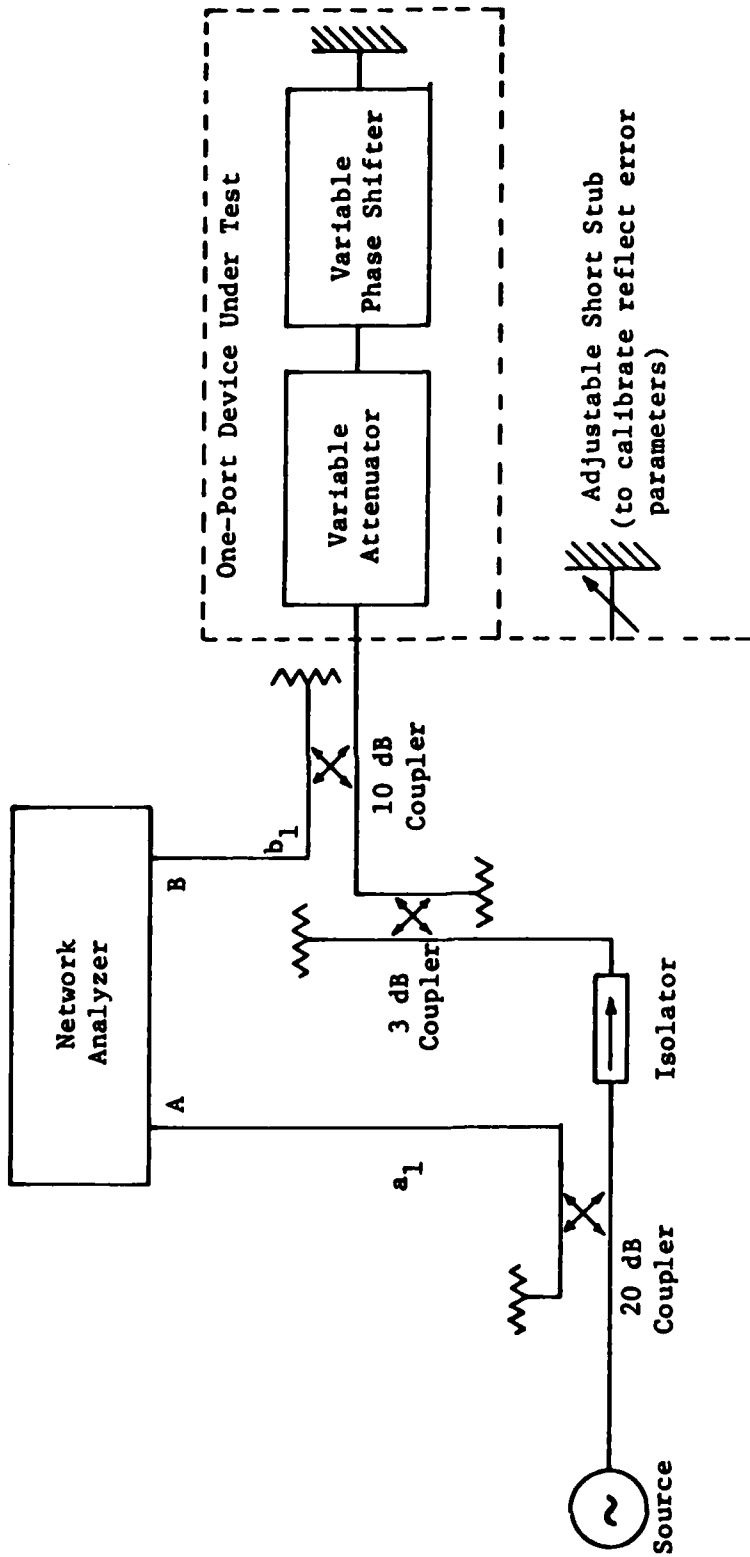 Network
Analyzer
A
B
a1
b1
One-Port Device Under Test
Variable
Attenuator
Variable
Phase Shifter
10 dB
Coupler
3 dB
Coupler
20 dB
Coupler
Isolator
Source
~
Adjustable Short Stub
(to calibrate reflect error
parameters)